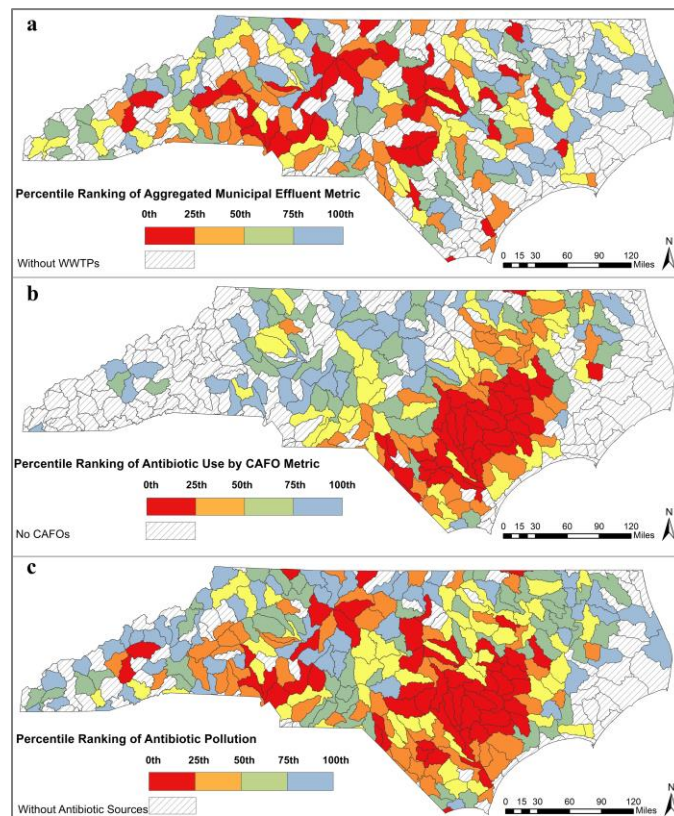 a
Percentile Ranking of Aggregated Municipal Effluent Metric
0th 25th 50th 75th 100th
Without WWTPs
N
0 15 30 60 90 120
Miles
b
Percentile Ranking of Antibiotic Use by CAFO Metric
0th 25th 50th 75th 100th
No CAFOs
N
0 15 30 60 90 120
Miles
c
Percentile Ranking of Antibiotic Pollution
0th 25th 50th 75th 100th
Without Antibiotic Sources
N
0 15 30 60 90 120
Miles